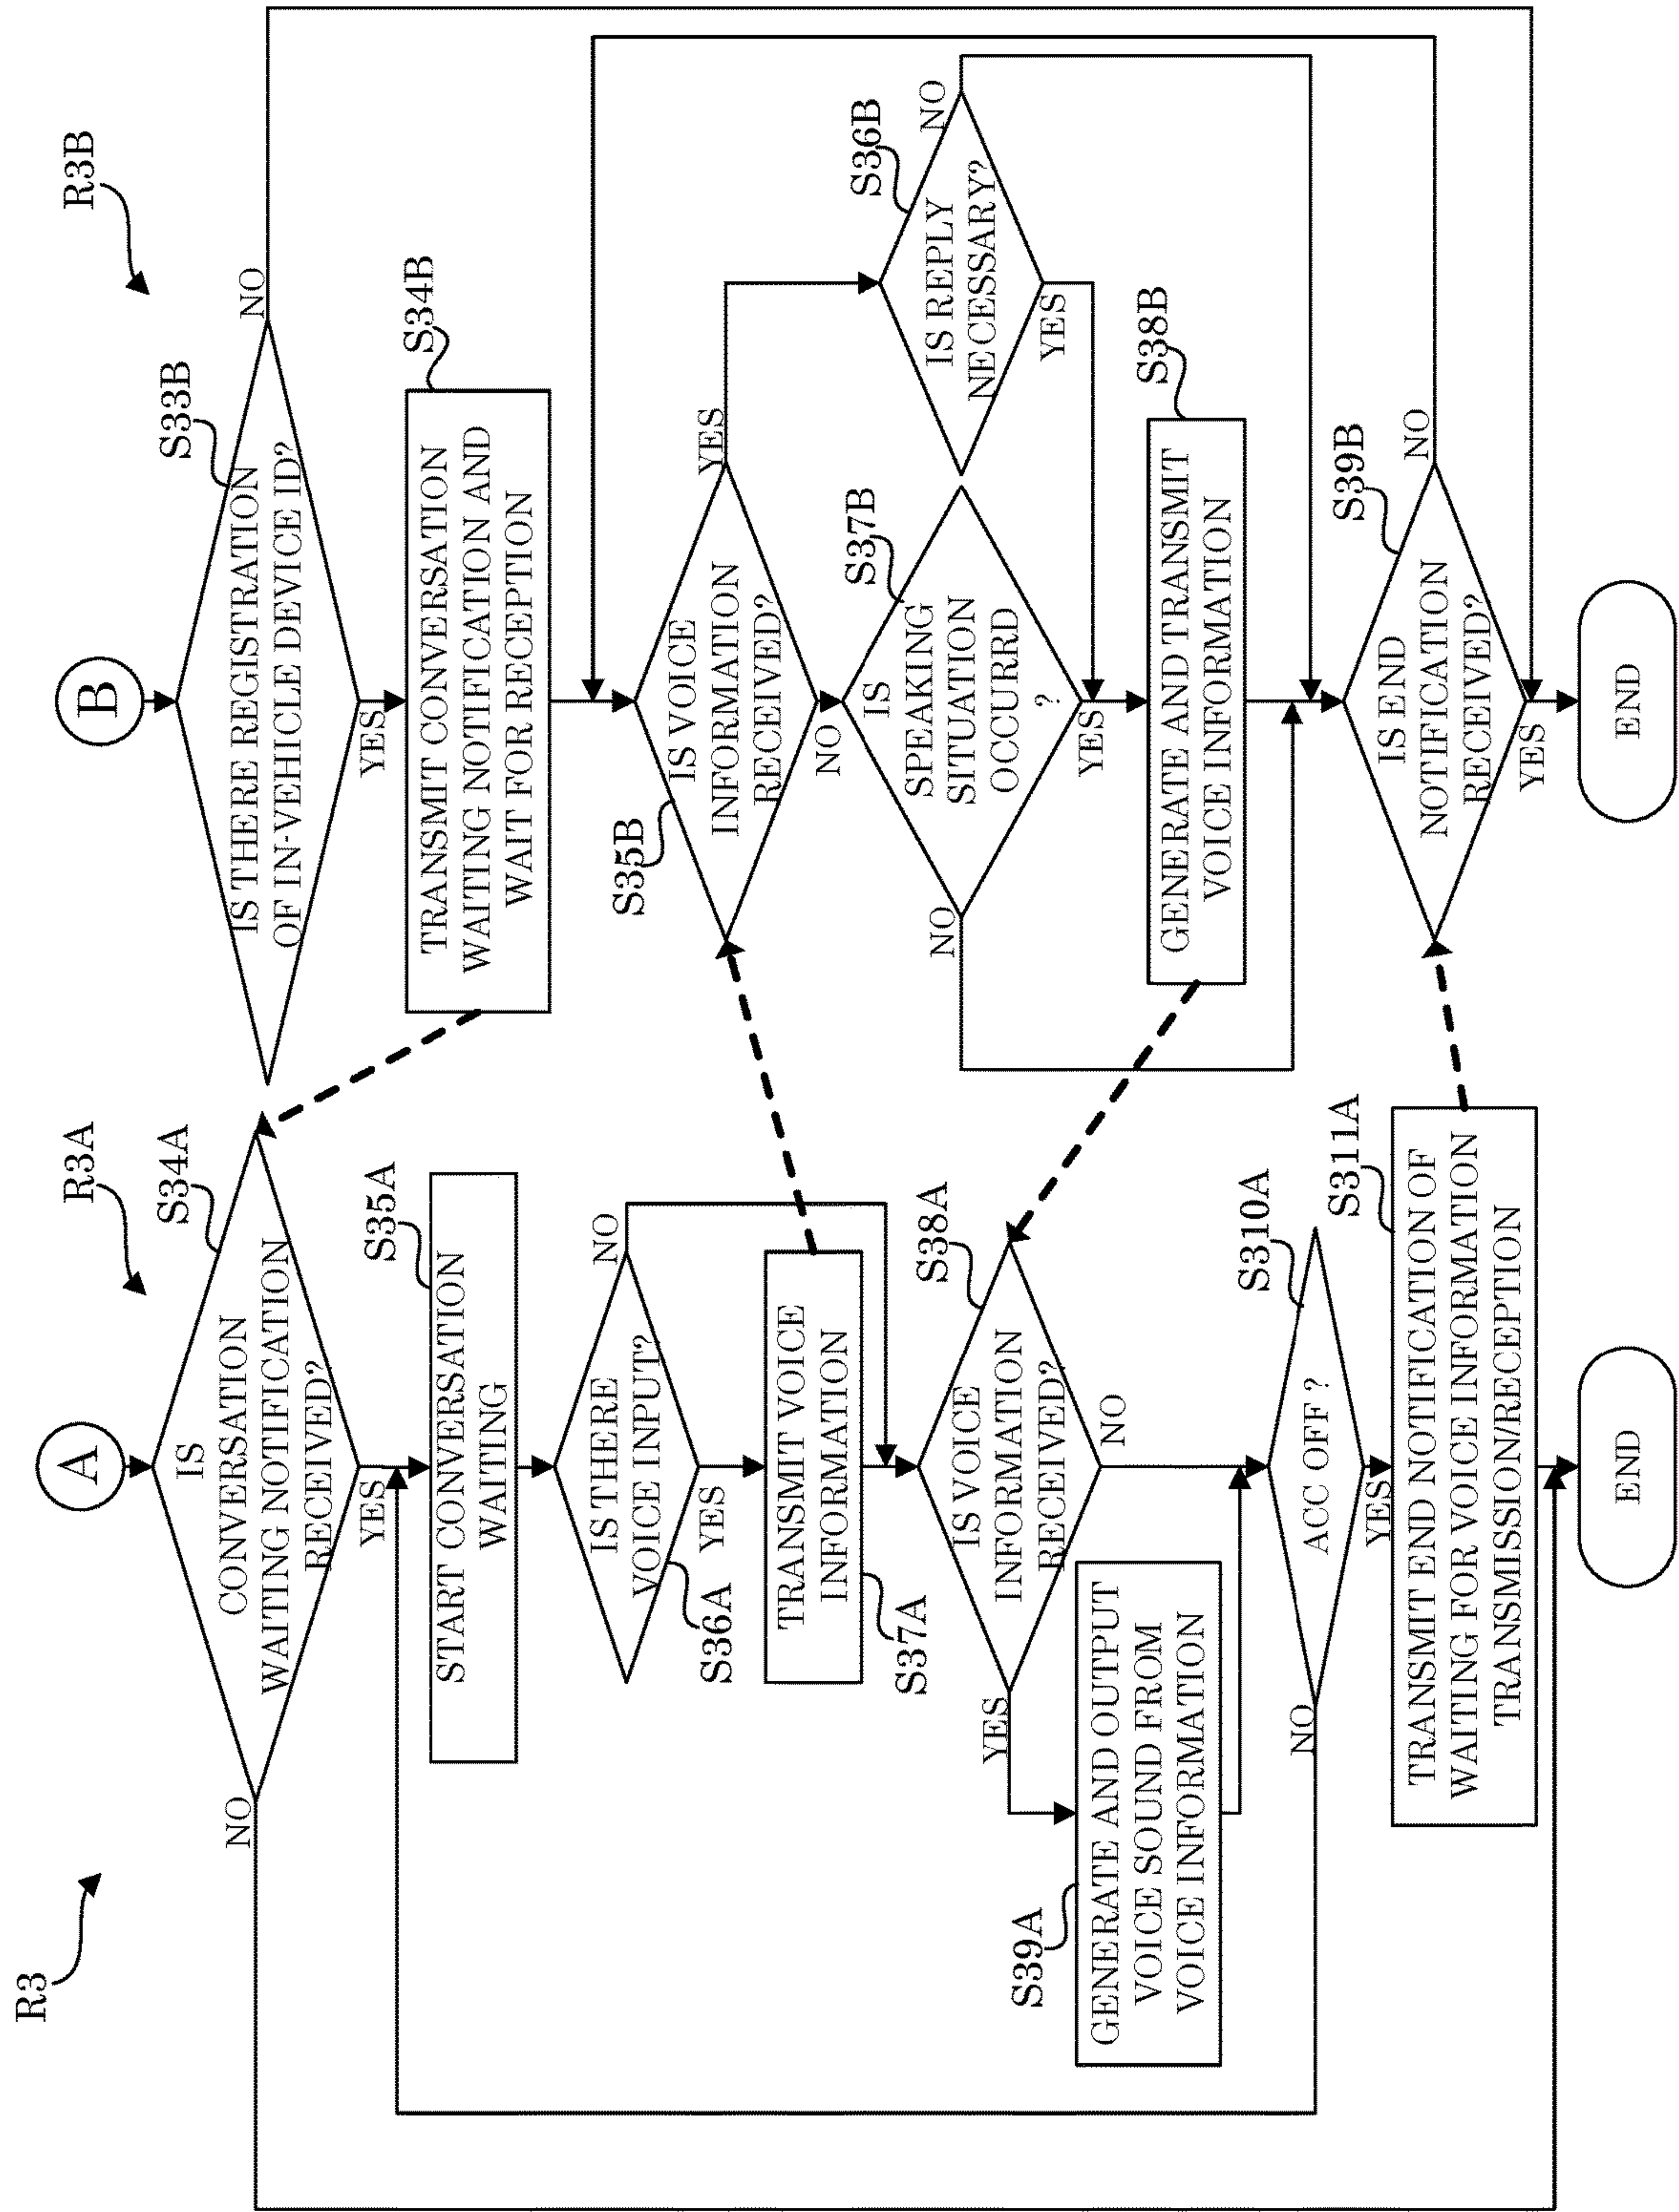 R3
R3A
A
S34A
IS
CONVERSATION
WAITING NOTIFICATION
RECEIVED?
NO
YES
S35A
START CONVERSATION
WAITING
IS THERE
VOICE INPUT?
NO
S36A
YES
TRANSMIT VOICE
INFORMATION
S37A
S38A
IS VOICE
INFORMATION
RECEIVED?
YES
NO
S39A
GENERATE AND OUTPUT
VOICE SOUND FROM
VOICE INFORMATION
S310A
ACC OFF ?
NO
YES
S311A
TRANSMIT END NOTIFICATION OF
WAITING FOR VOICE INFORMATION
TRANSMISSION/RECEPTION
END
R3B
B
S33B
IS THERE REGISTRATION
OF IN-VEHICLE DEVICE ID?
NO
YES
S34B
TRANSMIT CONVERSATION
WAITING NOTIFICATION AND
WAIT FOR RECEPTION
S35B
IS VOICE
INFORMATION
RECEIVED?
YES
NO
S36B
IS REPLY
NECESSARY?
NO
YES
S37B
IS
SPEAKING
SITUATION
OCCURRD
?
NO
YES
S38B
GENERATE AND TRANSMIT
VOICE INFORMATION
S39B
IS END
NOTIFICATION
RECEIVED?
NO
YES
END